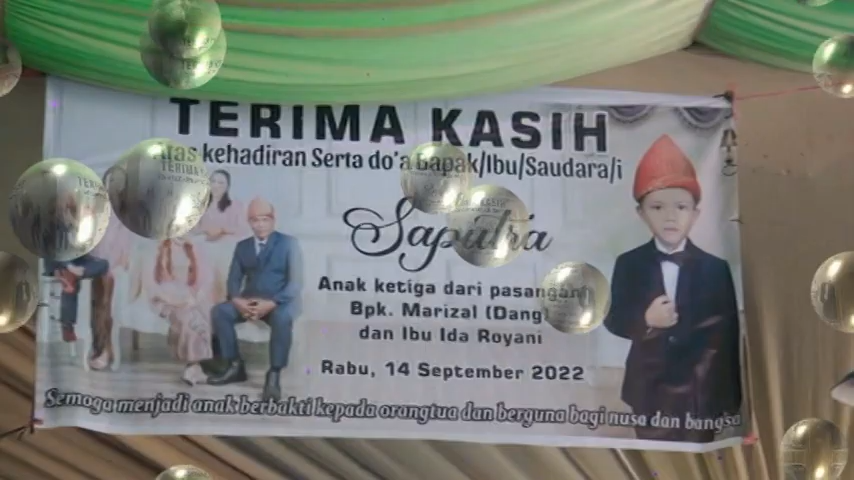 TERIMA KASIH
Atas kehadiran Serta do'a Bapak/Ibu/Saudara/i
Saputra
Anak ketiga dari pasangan
Bpk. Marizal (Dang)
dan Ibu Ida Royani
Rabu, 14 September 2022
Semoga menjadi anak berbakti kepada orangtua dan berguna bagi nusa dan bangsa